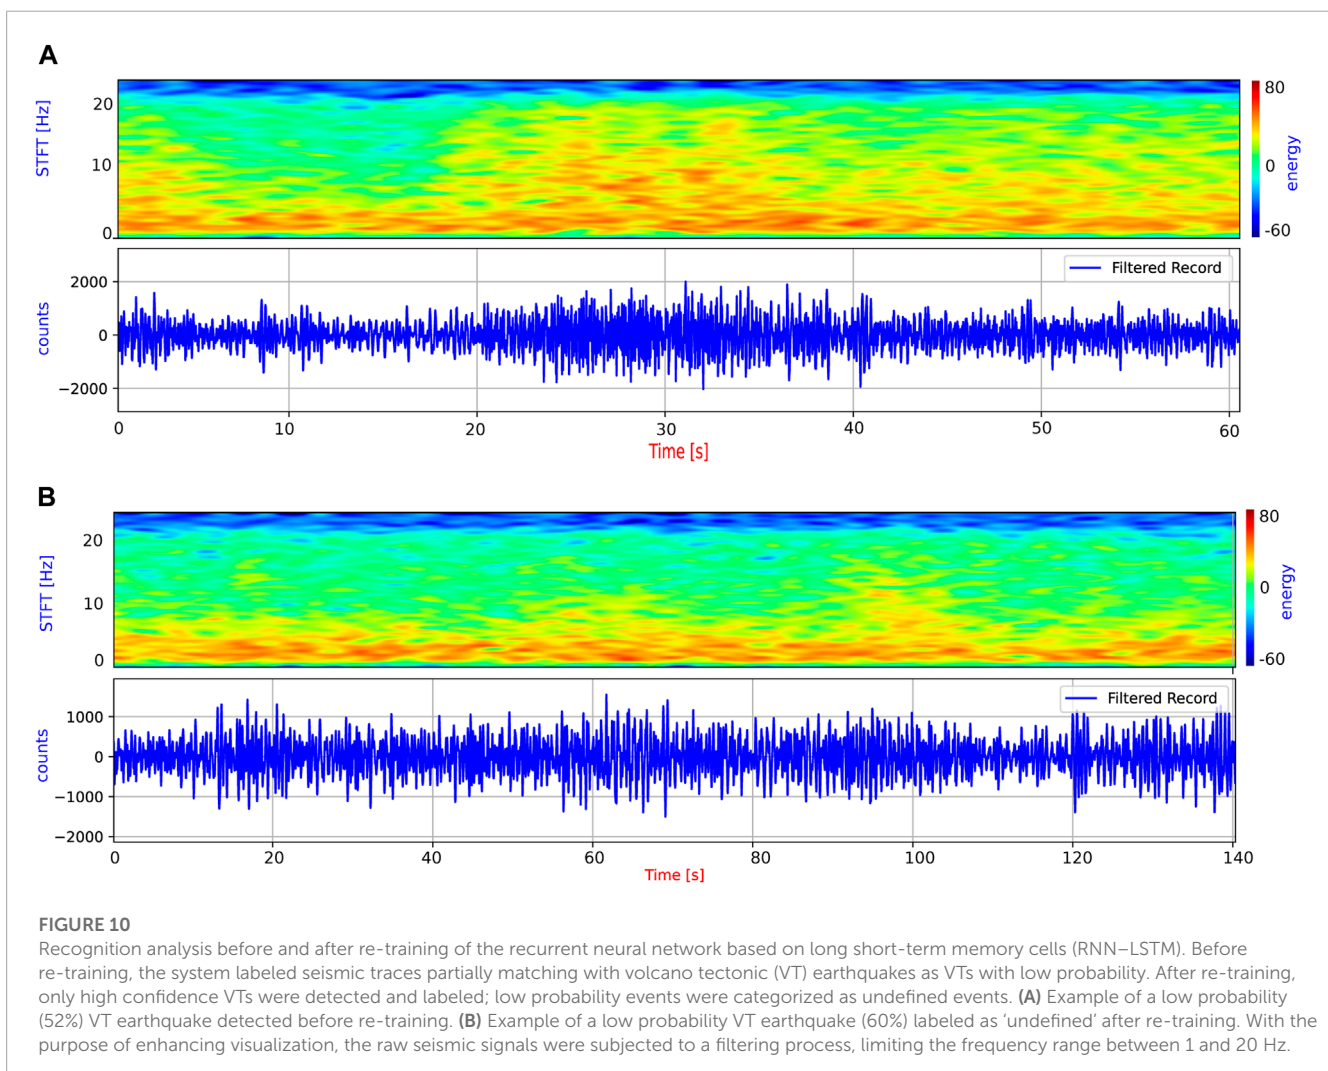 A
20
10
0
STFT [Hz]
80
0
-60
energy
Filtered Record
2000
0
−2000
counts
0 10 20 30 40 50 60
Time [s]
B
20
10
0
STFT [Hz]
80
0
-60
energy
Filtered Record
1000
0
−1000
−2000
counts
0 20 40 60 80 100 120 140
Time [s]
FIGURE 10
Recognition analysis before and after re-training of the recurrent neural network based on long short-term memory cells (RNN–LSTM). Before
re-training, the system labeled seismic traces partially matching with volcano tectonic (VT) earthquakes as VTs with low probability. After re-training,
only high confidence VTs were detected and labeled; low probability events were categorized as undefined events. (A) Example of a low probability
(52%) VT earthquake detected before re-training. (B) Example of a low probability VT earthquake (60%) labeled as ‘undefined’ after re-training. With the
purpose of enhancing visualization, the raw seismic signals were subjected to a filtering process, limiting the frequency range between 1 and 20 Hz.